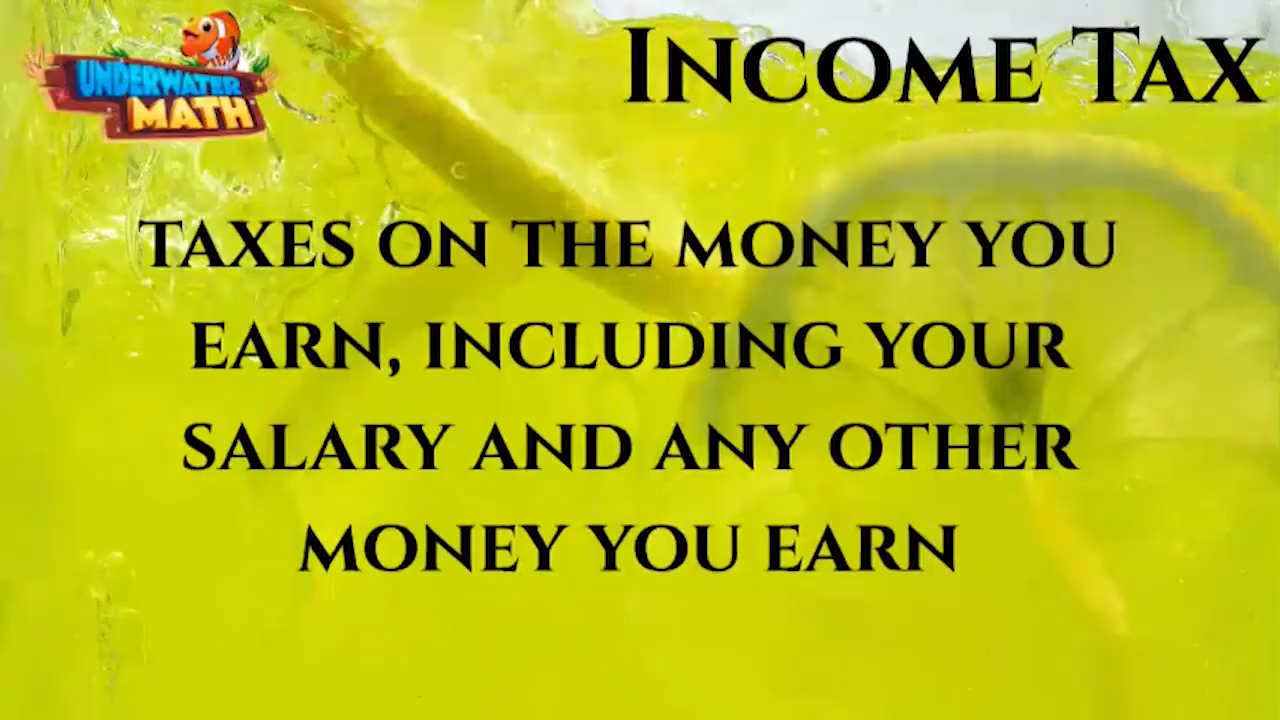 UNDERWATER
MATH
INCOME TAX
TAXES ON THE MONEY YOU
EARN, INCLUDING YOUR
SALARY AND ANY OTHER
MONEY YOU EARN